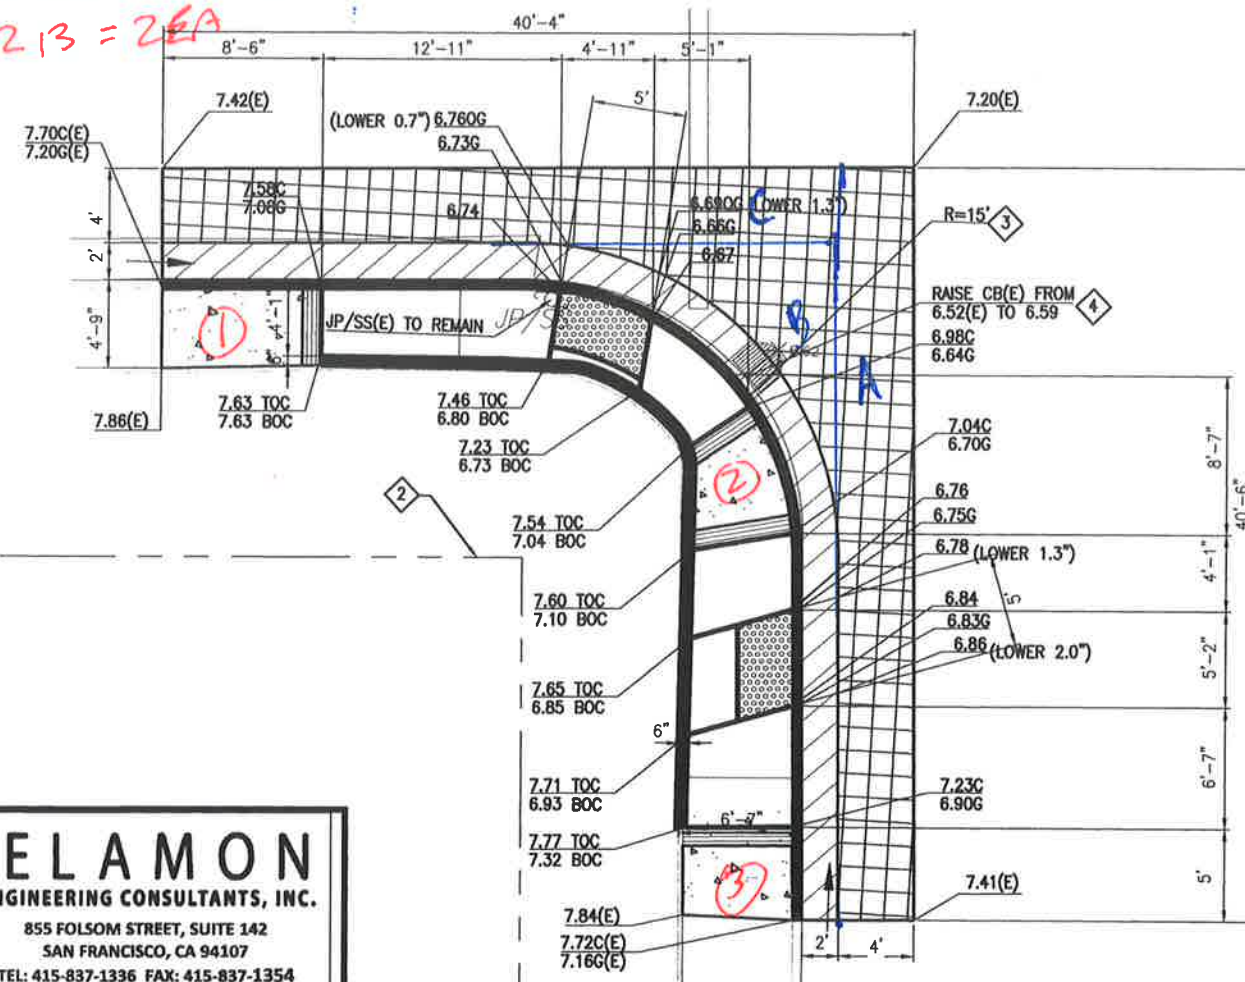 2 13 = 2EA
40'-4"
8'-6"
12'-11"
4'-11"
5'-1"
5'
7.42(E)
7.20(E)
7.70C(E)
7.20G(E)
(LOWER 0.7") 6.76OG
6.73G
7.58C
7.08G
6.74
C
6.69OG (LOWER 1.3")
6.66G
6.67
R=15'
3
4'
2'
4'-9"
4'-1"
6"
1
JP/SS(E) TO REMAIN
B
RAISE CB(E) FROM
6.52(E) TO 6.59
4
6.98C
6.64G
A
7.86(E)
7.63 TOC
7.63 BOC
7.46 TOC
6.80 BOC
7.23 TOC
6.73 BOC
7.04C
6.70G
8'-7"
40'-6"
2
2
7.54 TOC
7.04 BOC
6.76
6.75G
6.78 (LOWER 1.3")
4'-1"
5'
7.60 TOC
7.10 BOC
6.84
6.83G
6.86 (LOWER 2.0")
5'-2"
7.65 TOC
6.85 BOC
6"
7.71 TOC
6.93 BOC
7.23C
6.90G
6'-7"
6'-7"
7.77 TOC
7.32 BOC
3
7.41(E)
5'
7.84(E)
7.72C(E)
7.16G(E)
2'
4'
ELAMON
NGINEERING CONSULTANTS, INC.
855 FOLSOM STREET, SUITE 142
SAN FRANCISCO, CA 94107
TEL: 415-837-1336 FAX: 415-837-1354